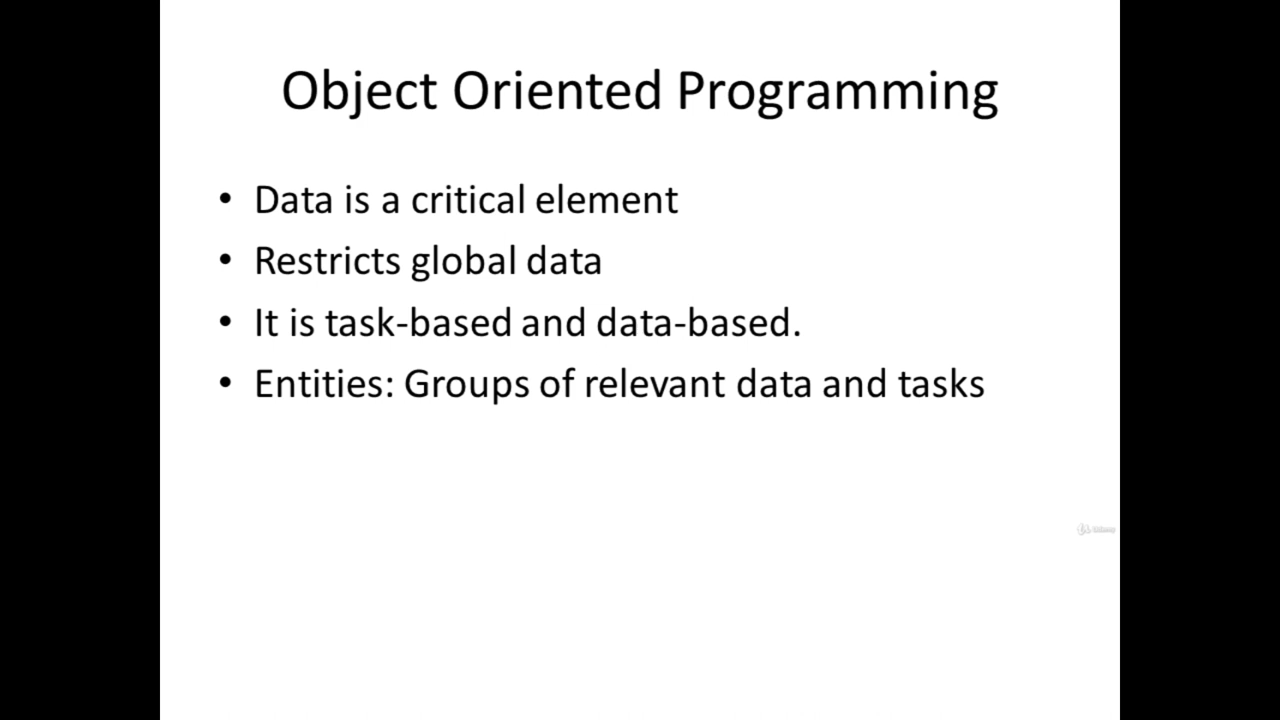 Object Oriented Programming
• Data is a critical element
• Restricts global data
• It is task-based and data-based.
• Entities: Groups of relevant data and tasks